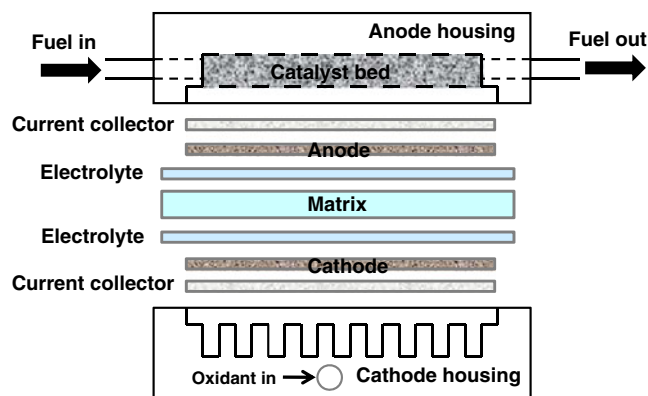 Anode housing
Fuel in
Fuel out
Catalyst bed
Current collector
Anode
Electrolyte
Matrix
Electrolyte
Cathode
Current collector
Oxidant in
Cathode housing